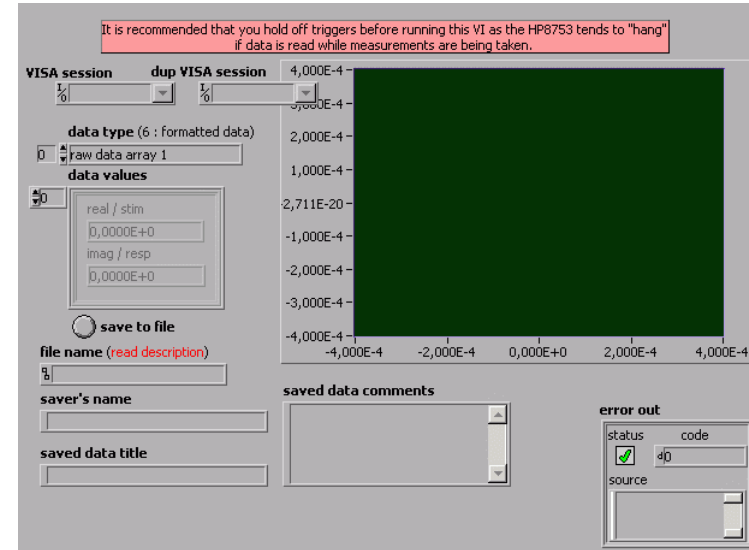 It is recommended that you hold off triggers before running this VI as the HP8753 tends to "hang"
if data is read while measurements are being taken.
VISA session
dup VISA session
I/O
I/O
data type (6 : formatted data)
0
raw data array 1
data values
0
real / stim
0,0000E+0
imag / resp
0,0000E+0
save to file
file name (read description)
saver's name
saved data title
4,000E-4
3,000E-4
2,000E-4
1,000E-4
-2,711E-20
-1,000E-4
-2,000E-4
-3,000E-4
-4,000E-4
-4,000E-4
-2,000E-4
0,000E+0
2,000E-4
4,000E-4
saved data comments
error out
status
code
d0
source